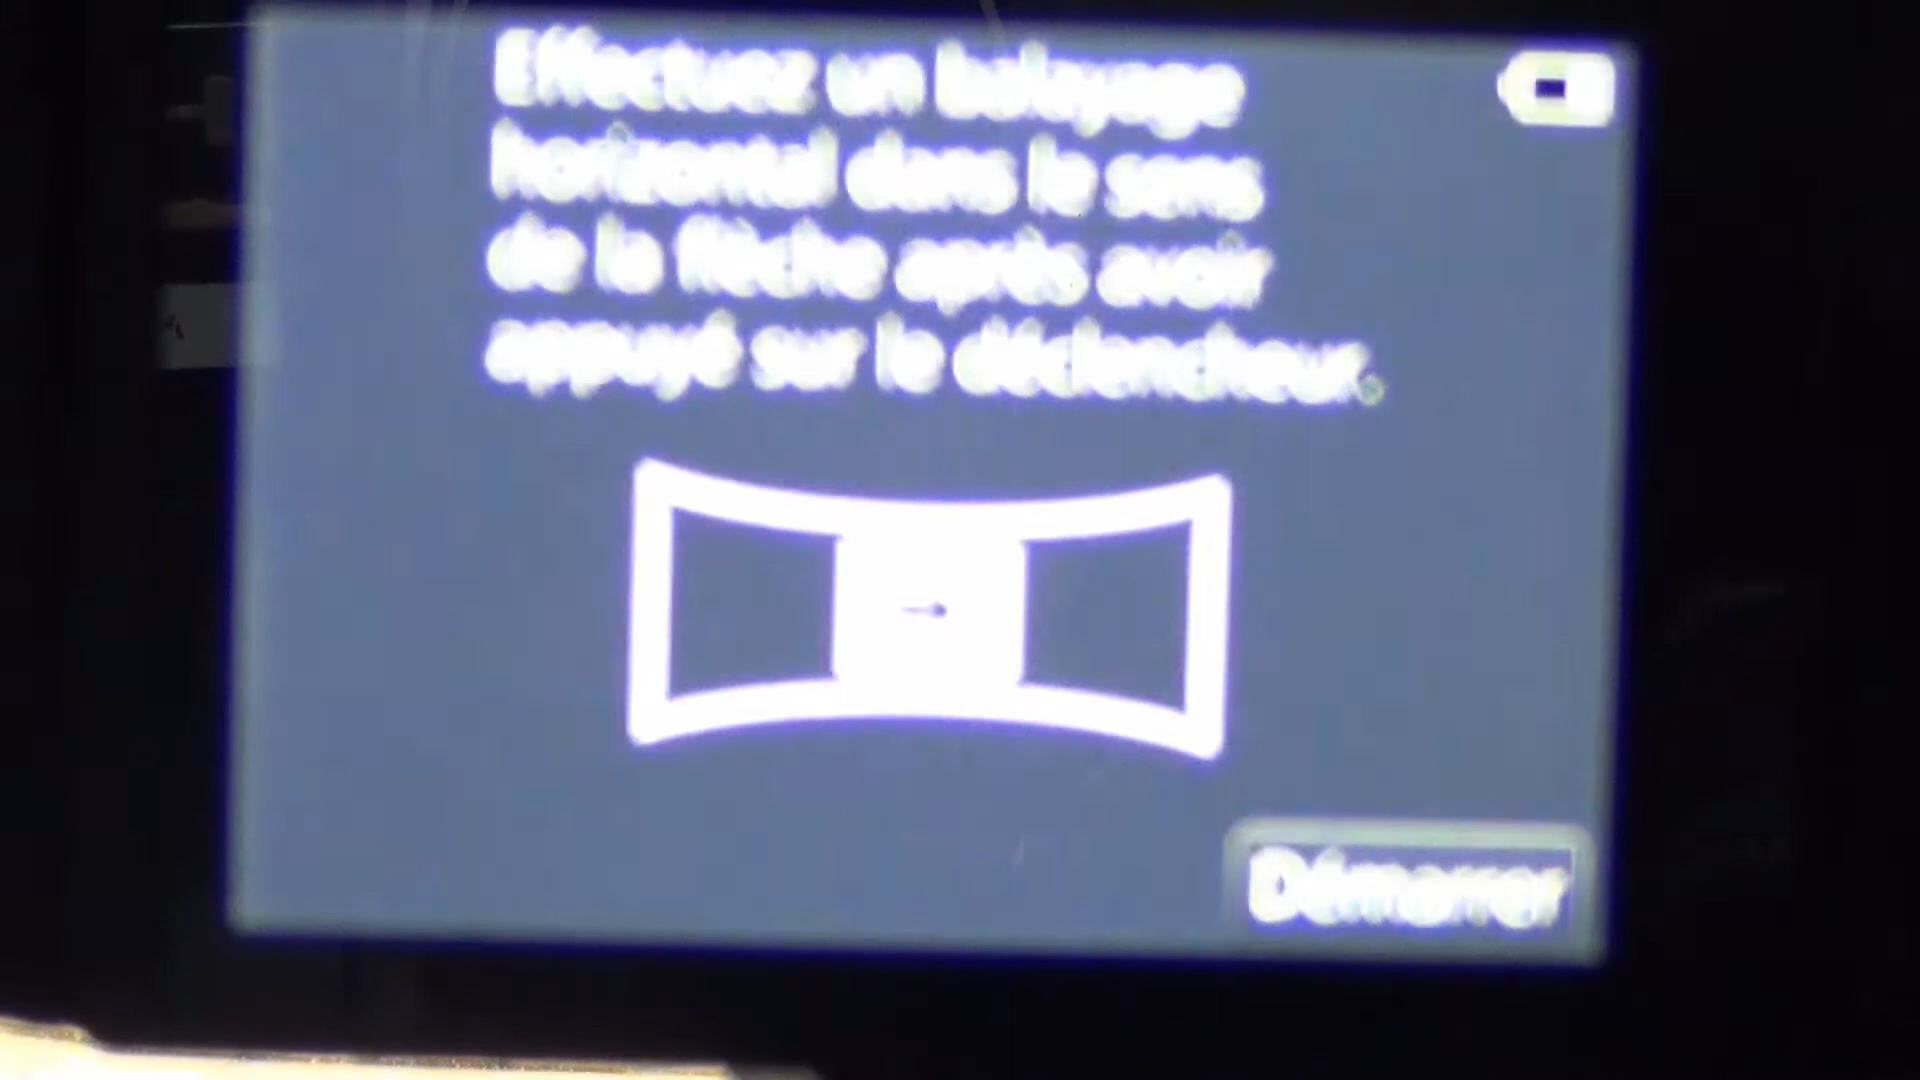 Effectuez un balayage
horizontal dans le sens
de la flèche après avoir
appuyé sur le déclencheur.
Démarrer